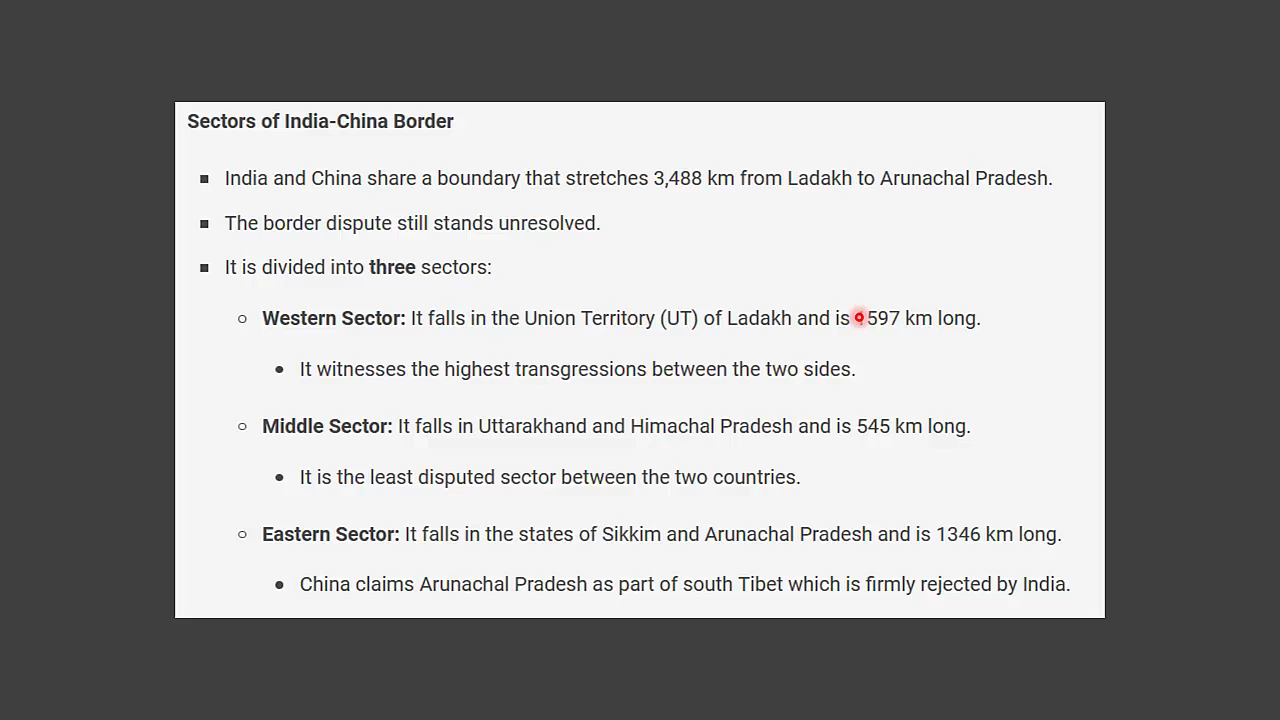 Sectors of India-China Border
India and China share a boundary that stretches 3,488 km from Ladakh to Arunachal Pradesh.
The border dispute still stands unresolved.
It is divided into three sectors:
Western Sector: It falls in the Union Territory (UT) of Ladakh and is 597 km long.
It witnesses the highest transgressions between the two sides.
Middle Sector: It falls in Uttarakhand and Himachal Pradesh and is 545 km long.
It is the least disputed sector between the two countries.
Eastern Sector: It falls in the states of Sikkim and Arunachal Pradesh and is 1346 km long.
China claims Arunachal Pradesh as part of south Tibet which is firmly rejected by India.